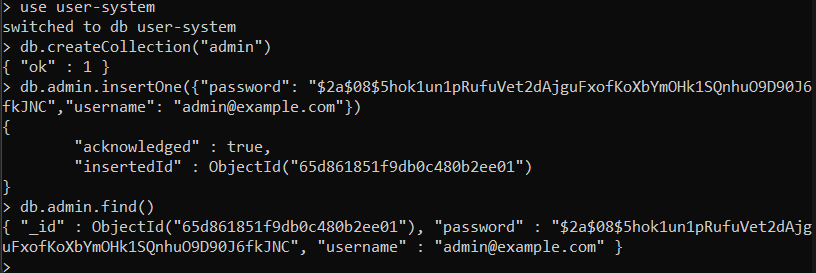 > use user-system
switched to db user-system
> db.createCollection("admin")
{ "ok" : 1 }
> db.admin.insertOne({"password": "$2a$08$5hok1un1pRufuVet2dAjguFxofKoXbYmOHk1SQnhuO9D90J6
fkJNC","username": "admin@example.com"})
{
        "acknowledged" : true,
        "insertedId" : ObjectId("65d861851f9db0c480b2ee01")
}
> db.admin.find()
{ "_id" : ObjectId("65d861851f9db0c480b2ee01"), "password" : "$2a$08$5hok1un1pRufuVet2dAjg
uFxofKoXbYmOHk1SQnhuO9D90J6fkJNC", "username" : "admin@example.com" }
>